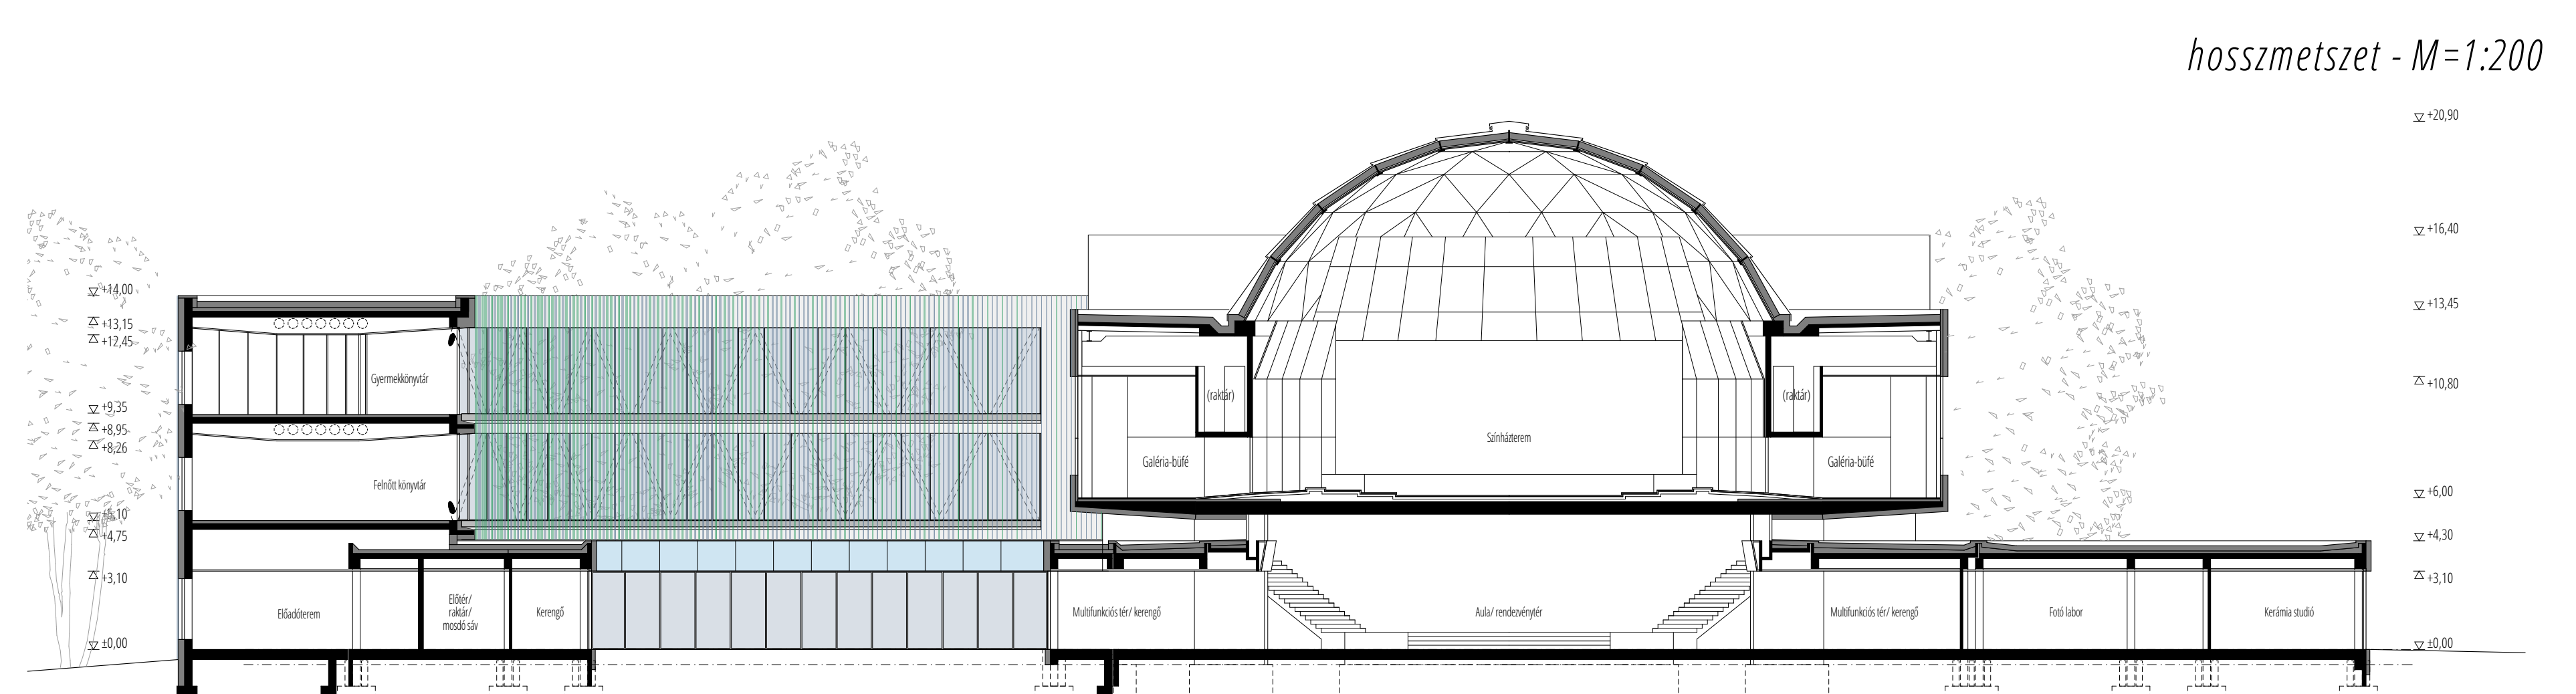 hosszmetszet - M=1:200
+20,90
+16,40
+14,00
+13,45
+13,15
+12,45
Gyermekkönyvtár
(raktár)
(raktár)
+10,80
+9,35
+8,95
+8,26
Színházterem
Galéria-büfé
Galéria-büfé
Felnőtt könyvtár
+6,00
+5,10
+4,75
+4,30
+3,10
+3,10
Előadóterem
Előtér/
raktár/
mosdó sáv
Kerengő
Multifunkciós tér/ kerengő
Aula/ rendezvénytér
Multifunkciós tér/ kerengő
Fotó labor
Kerámia studió
±0,00
±0,00